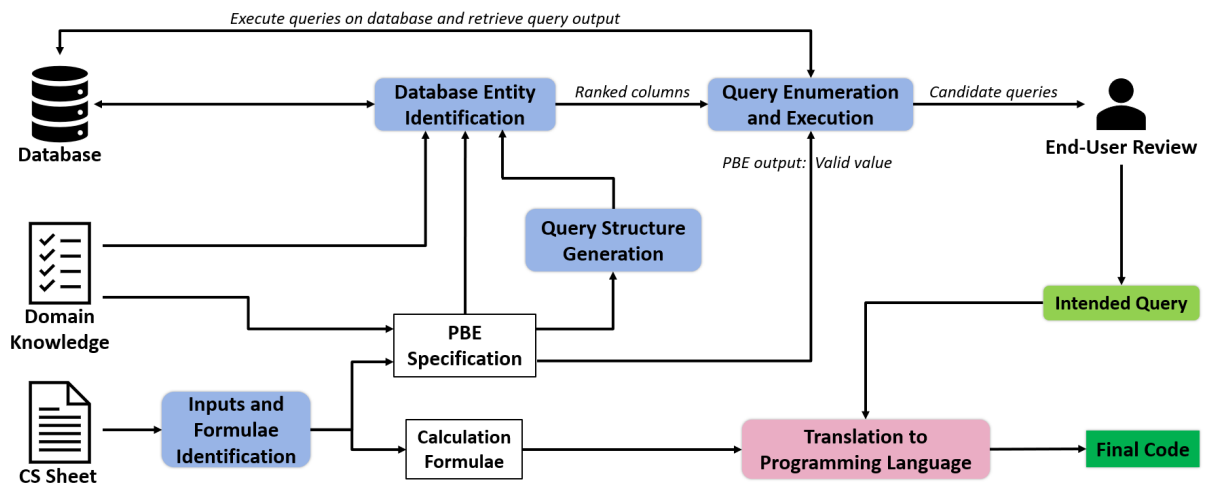 Execute queries on database and retrieve query output
Database Entity
Identification
Ranked columns
Query Enumeration
and Execution
Candidate queries
Database
End-User Review
PBE output: Valid value
Query Structure
Generation
Domain
Knowledge
PBE
Specification
Intended Query
Inputs and
Formulae
Identification
Calculation
Formulae
Translation to
Programming Language
Final Code
CS Sheet